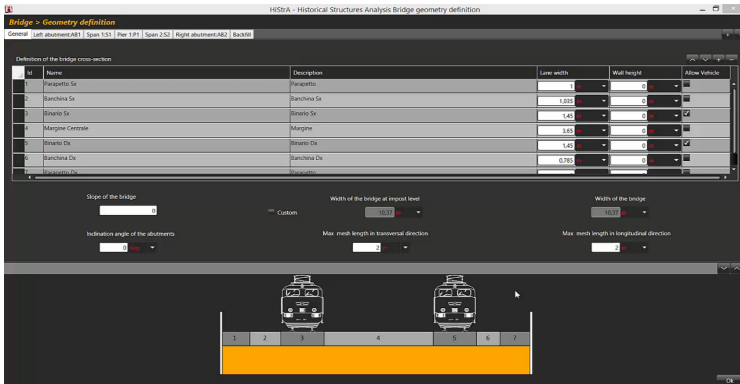 HiStrA - Historical Structures Analysis Bridge geometry definition
Bridge > Geometry definition
General Left abutment:AB1 Span 1:S1 Pier 1:P1 Span 2:S2 Right abutment:AB2 Backfill
Definition of the bridge cross-section
Id Name Description Lane width Wall height Allow Vehicle
1 Parapetto Sx Parapetto 1 m 0 m
2 Banchina Sx Banchina Sx 1,035 m 0 m
3 Binario Sx Binario Sx 1,45 m 0 m
4 Margine Centrale Margine 3,65 m 0 m
5 Binario Dx Binario Dx 1,45 m 0 m
6 Banchina Dx Banchina Dx 0,785 m 0 m
Parapetto Dx Parapetto
Slope of the bridge Width of the bridge at impost level Width of the bridge
0 Custom 10,37 m 10,37 m
Inclination angle of the abutments Max mesh length in transversal direction Max mesh length in longitudinal direction
0 deg 2 m 2 m
1 2 3 4 5 6 7
Ok